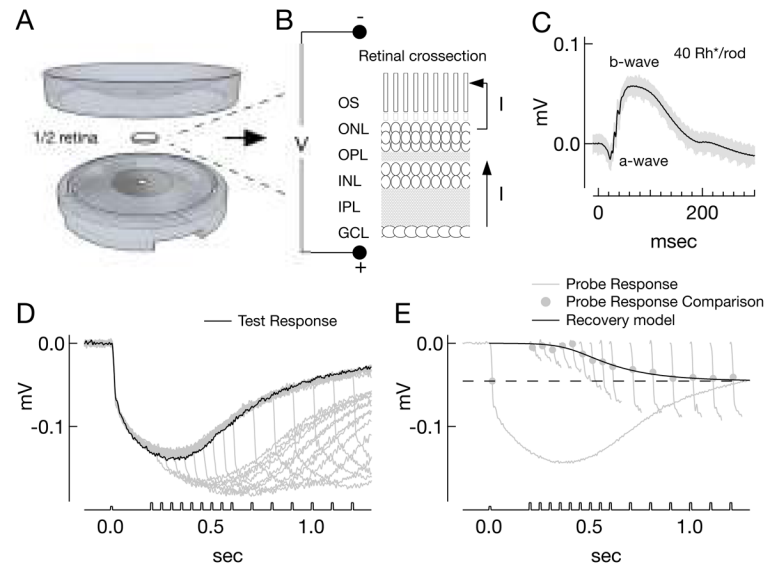 A
B
C
1/2 retina
-
V
+
Retinal crossection
OS
ONL
OPL
INL
IPL
GCL
I
I
0.1
0.0
mV
b-wave
40 Rh*/rod
a-wave
0
200
msec
D
Test Response
0.0
-0.1
mV
0.0
0.5
1.0
sec
E
Probe Response
Probe Response Comparison
Recovery model
0.0
-0.1
mV
0.0
0.5
1.0
sec